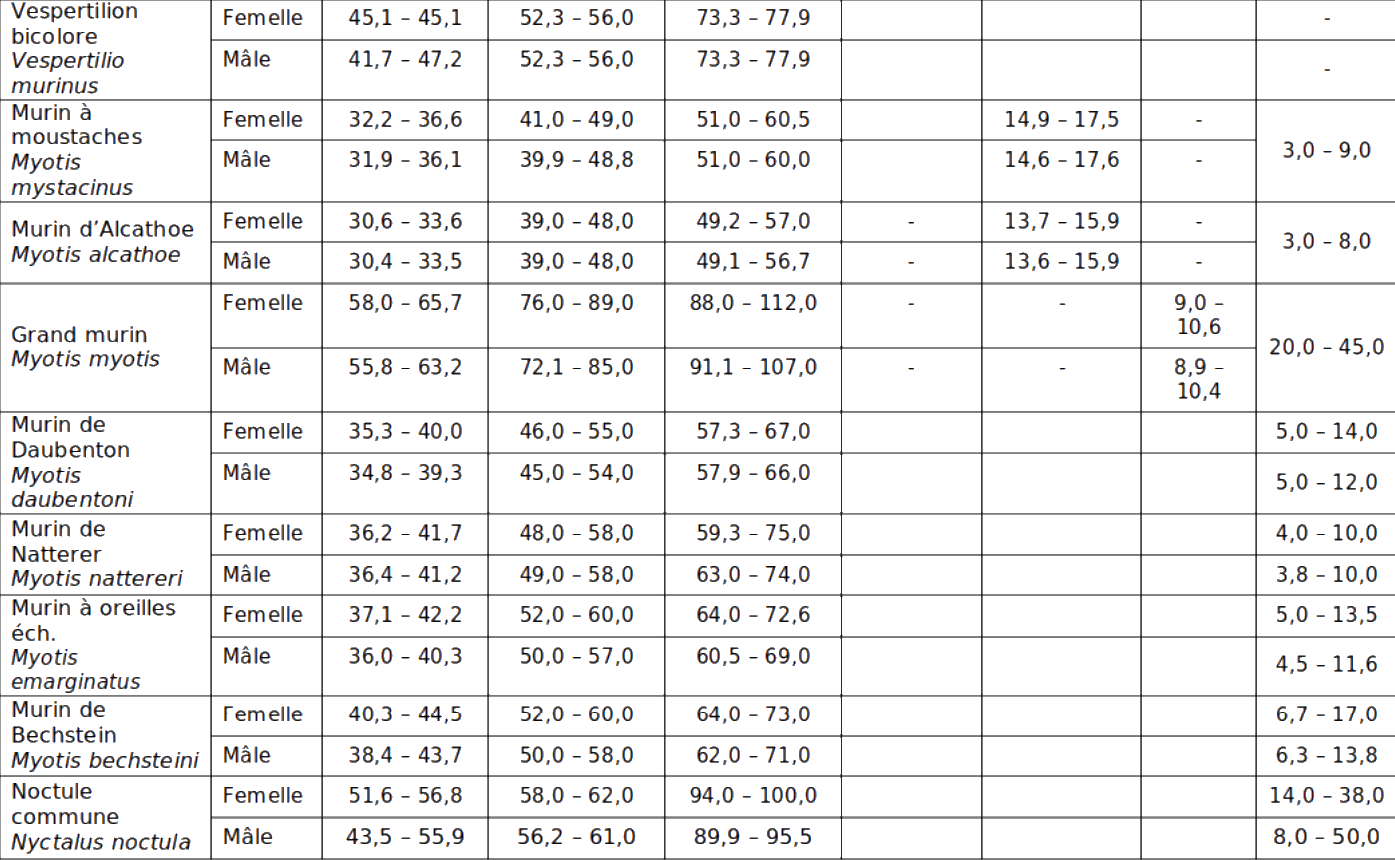 Vespertilion
bicolore
Vespertilio
murinus
Femelle 45,1 – 45,1 52,3 – 56,0 73,3 – 77,9 -
Mâle 41,7 – 47,2 52,3 – 56,0 73,3 – 77,9 -
Murin à
moustaches
Myotis
mystacinus
Femelle 32,2 – 36,6 41,0 – 49,0 51,0 – 60,5 14,9 – 17,5 -
Mâle 31,9 – 36,1 39,9 – 48,8 51,0 – 60,0 14,6 – 17,6 -
3,0 – 9,0
Murin d’Alcathoe
Myotis alcathoe
Femelle 30,6 – 33,6 39,0 – 48,0 49,2 – 57,0 - 13,7 – 15,9 -
Mâle 30,4 – 33,5 39,0 – 48,0 49,1 – 56,7 - 13,6 – 15,9 -
3,0 – 8,0
Grand murin
Myotis myotis
Femelle 58,0 – 65,7 76,0 – 89,0 88,0 – 112,0 - - 9,0 –
10,6
Mâle 55,8 – 63,2 72,1 – 85,0 91,1 – 107,0 - - 8,9 –
10,4
20,0 – 45,0
Murin de
Daubenton
Myotis
daubentoni
Femelle 35,3 – 40,0 46,0 – 55,0 57,3 – 67,0 5,0 – 14,0
Mâle 34,8 – 39,3 45,0 – 54,0 57,9 – 66,0 5,0 – 12,0
Murin de
Natterer
Myotis nattereri
Femelle 36,2 – 41,7 48,0 – 58,0 59,3 – 75,0 4,0 – 10,0
Mâle 36,4 – 41,2 49,0 – 58,0 63,0 – 74,0 3,8 – 10,0
Murin à oreilles
éch.
Myotis
emarginatus
Femelle 37,1 – 42,2 52,0 – 60,0 64,0 – 72,6 5,0 – 13,5
Mâle 36,0 – 40,3 50,0 – 57,0 60,5 – 69,0 4,5 – 11,6
Murin de
Bechstein
Myotis bechsteini
Femelle 40,3 – 44,5 52,0 – 60,0 64,0 – 73,0 6,7 – 17,0
Mâle 38,4 – 43,7 50,0 – 58,0 62,0 – 71,0 6,3 – 13,8
Noctule
commune
Nyctalus noctula
Femelle 51,6 – 56,8 58,0 – 62,0 94,0 – 100,0 14,0 – 38,0
Mâle 43,5 – 55,9 56,2 – 61,0 89,9 – 95,5 8,0 – 50,0